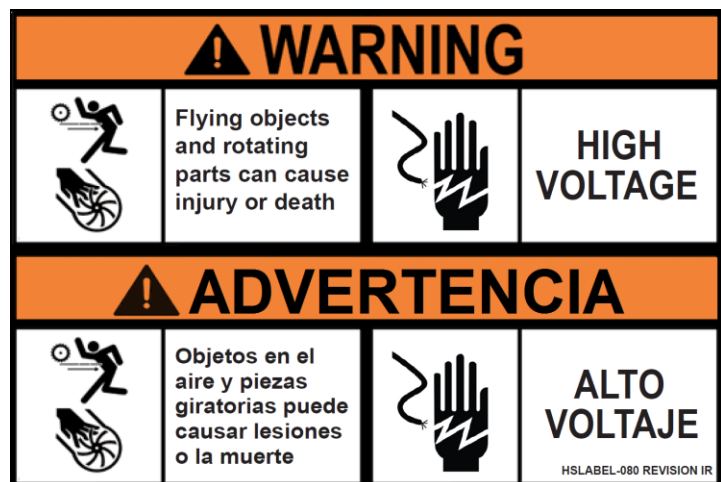 WARNING
Flying objects
and rotating
parts can cause
injury or death
HIGH
VOLTAGE
ADVERTENCIA
Objetos en el
aire y piezas
giratorias puede
causar lesiones
o la muerte
ALTO
VOLTAJE
HSLABEL-080 REVISION IR